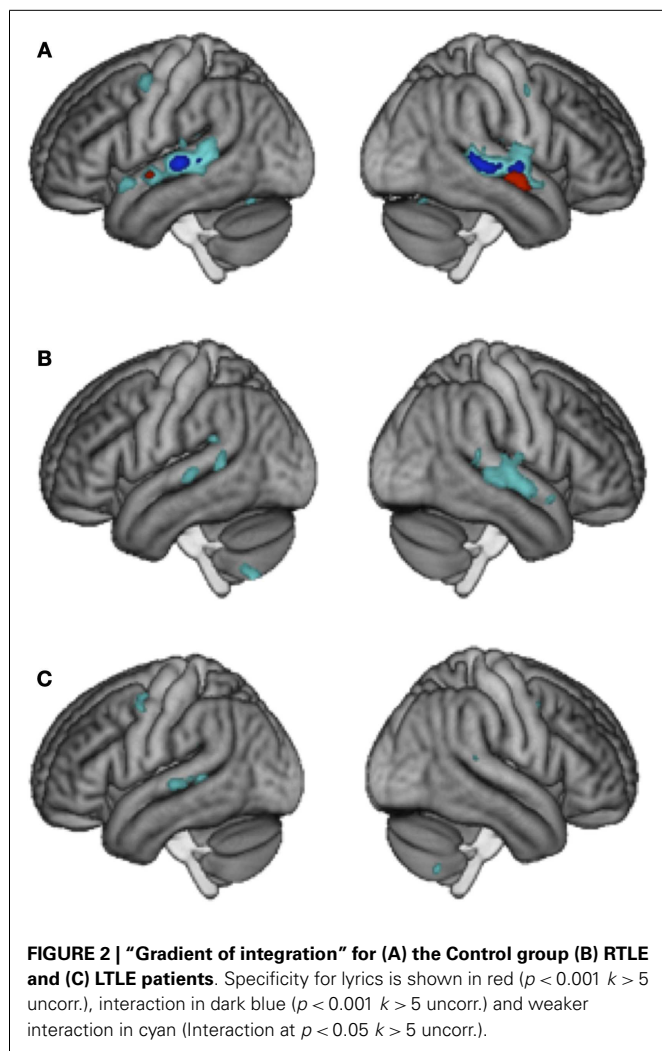 A
B
C
FIGURE 2 | "Gradient of integration" for (A) the Control group (B) RTLE
and (C) LTLE patients. Specificity for lyrics is shown in red (p < 0.001 k > 5
uncorr.), interaction in dark blue (p < 0.001 k > 5 uncorr.) and weaker
interaction in cyan (Interaction at p < 0.05 k > 5 uncorr.).